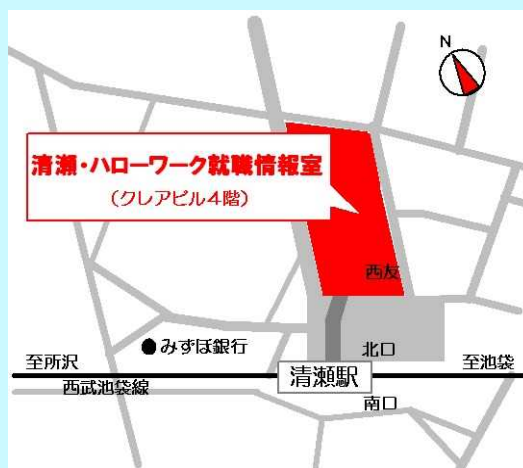 N
清瀬・ハローワーク就職情報室
(クレアビル4階)
西友
みずほ銀行
北口
至所沢
至池袋
清瀬駅
西武池袋線
南口